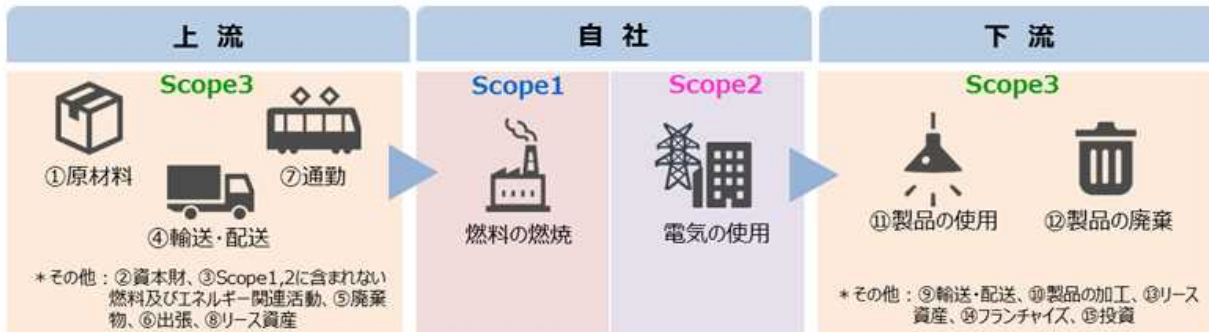 上 流
自 社
下 流
Scope3
①原材料
⑦通勤
④輸送・配送
＊その他：②資本財、③Scope1,2に含まれない
燃料及びエネルギー関連活動、⑤廃棄
物、⑥出張、⑧リース資産
Scope1
燃料の燃焼
Scope2
電気の使用
Scope3
⑪製品の使用
⑫製品の廃棄
＊その他：⑨輸送・配送、⑩製品の加工、⑬リース
資産、⑭フランチャイズ、⑮投資